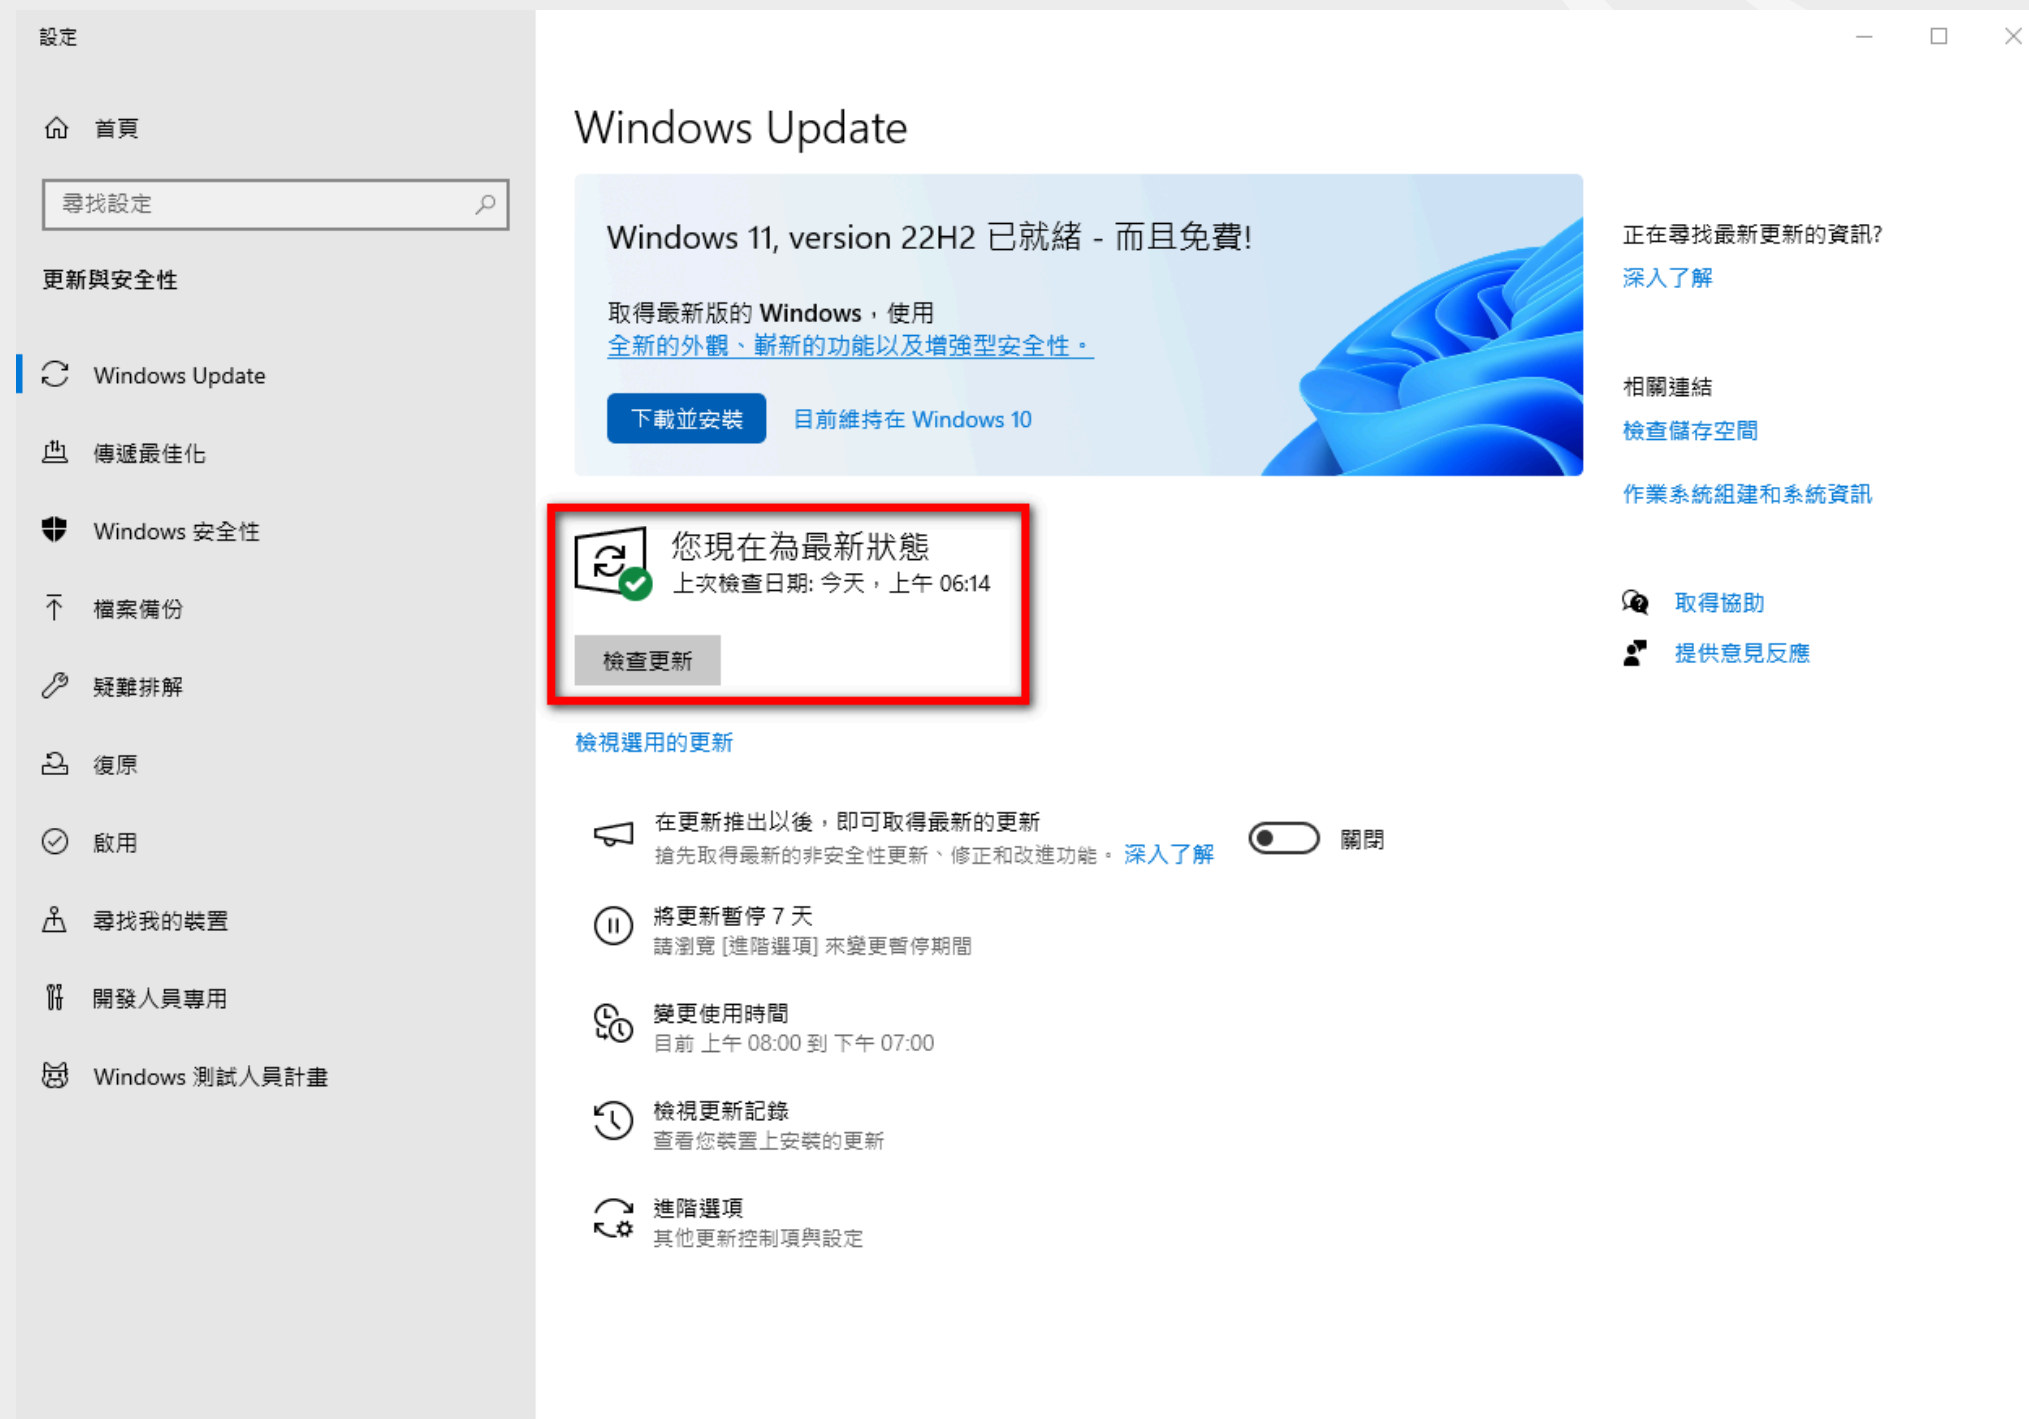 設定
首頁
尋找設定
更新與安全性
Windows Update
傳遞最佳化
Windows 安全性
檔案備份
疑難排解
復原
啟用
尋找我的裝置
開發人員專用
Windows 測試人員計畫
Windows Update
Windows 11, version 22H2 已就緒 - 而且免費!
取得最新版的 Windows，使用
全新的外觀、嶄新的功能以及增強型安全性。
下載並安裝 目前維持在 Windows 10
您現在為最新狀態
上次檢查日期: 今天，上午 06:14
檢查更新
檢視選用的更新
在更新推出以後，即可取得最新的更新
搶先取得最新的非安全性更新、修正和改進功能。 深入了解
關閉
將更新暫停 7 天
請瀏覽 [進階選項] 來變更暫停期間
變更使用時間
目前 上午 08:00 到 下午 07:00
檢視更新記錄
查看您裝置上安裝的更新
進階選項
其他更新控制項與設定
正在尋找最新更新的資訊?
深入了解
相關連結
檢查儲存空間
作業系統組建和系統資訊
取得協助
提供意見反應